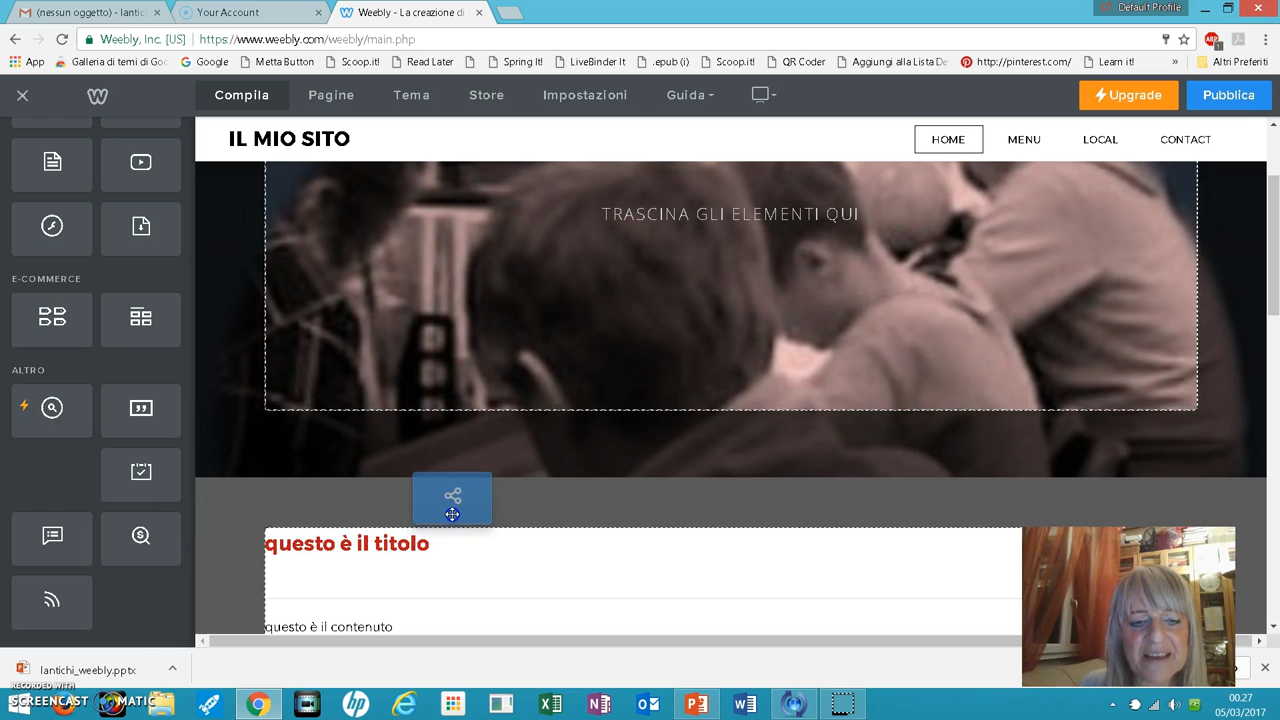 (nessun oggetto) - lantic
Your Account
Weebly - La creazione di
Default Profile
Weebly, Inc. [US]
https://www.weebly.com/weebly/main.php
App
Galleria di temi di Goo
Google
Metta Button
Scoop.it!
Read Later
Spring It!
LiveBinder It
.epub (i)
Scoop.it!
QR Coder
Aggiungi alla Lista De
http://pinterest.com/
Learn it!
»
Altri Preferiti
Compila
Pagine
Tema
Store
Impostazioni
Guida
Upgrade
Pubblica
IL MIO SITO
HOME
MENU
LOCAL
CONTACT
TRASCINA GLI ELEMENTI QUI
E-COMMERCE
ALTRO
questo è il titolo
questo è il contenuto
lantichi_weebly.pptx
RECORDED WITH
SCREENCAST MATIC
00.27
05/03/2017